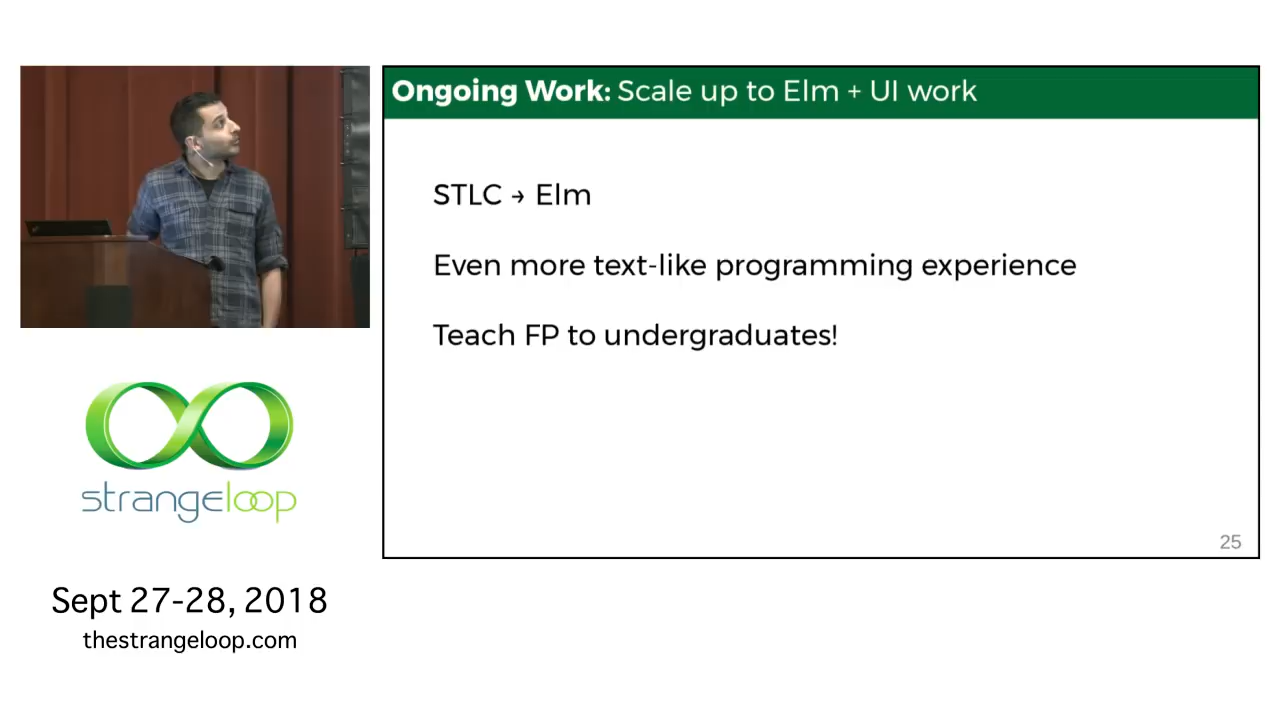 Ongoing Work: Scale up to Elm + UI work
STLC → Elm
Even more text-like programming experience
Teach FP to undergraduates!
25
strangeloop
Sept 27-28, 2018
thestrangeloop.com